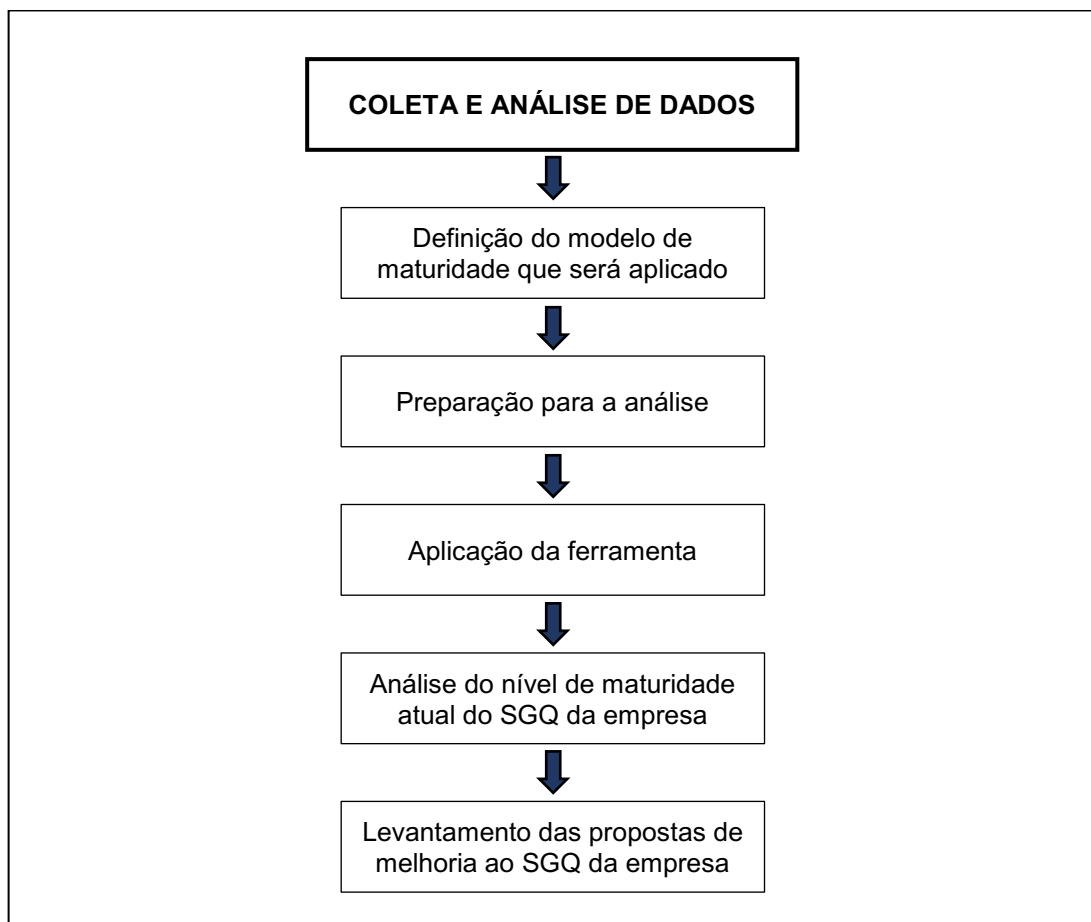 COLETA E ANÁLISE DE DADOS
Definição do modelo de
maturidade que será aplicado
Preparação para a análise
Aplicação da ferramenta
Análise do nível de maturidade
atual do SGQ da empresa
Levantamento das propostas de
melhoria ao SGQ da empresa